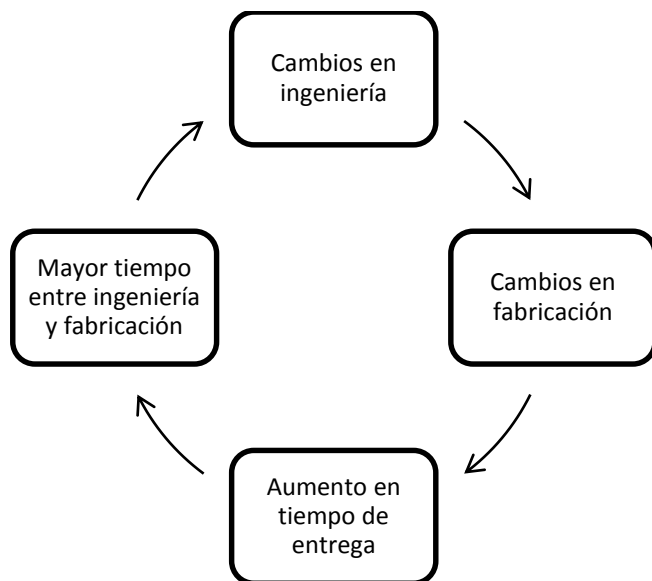 Cambios en
ingeniería
Mayor tiempo
entre ingeniería
y fabricación
Cambios en
fabricación
Aumento en
tiempo de
entrega